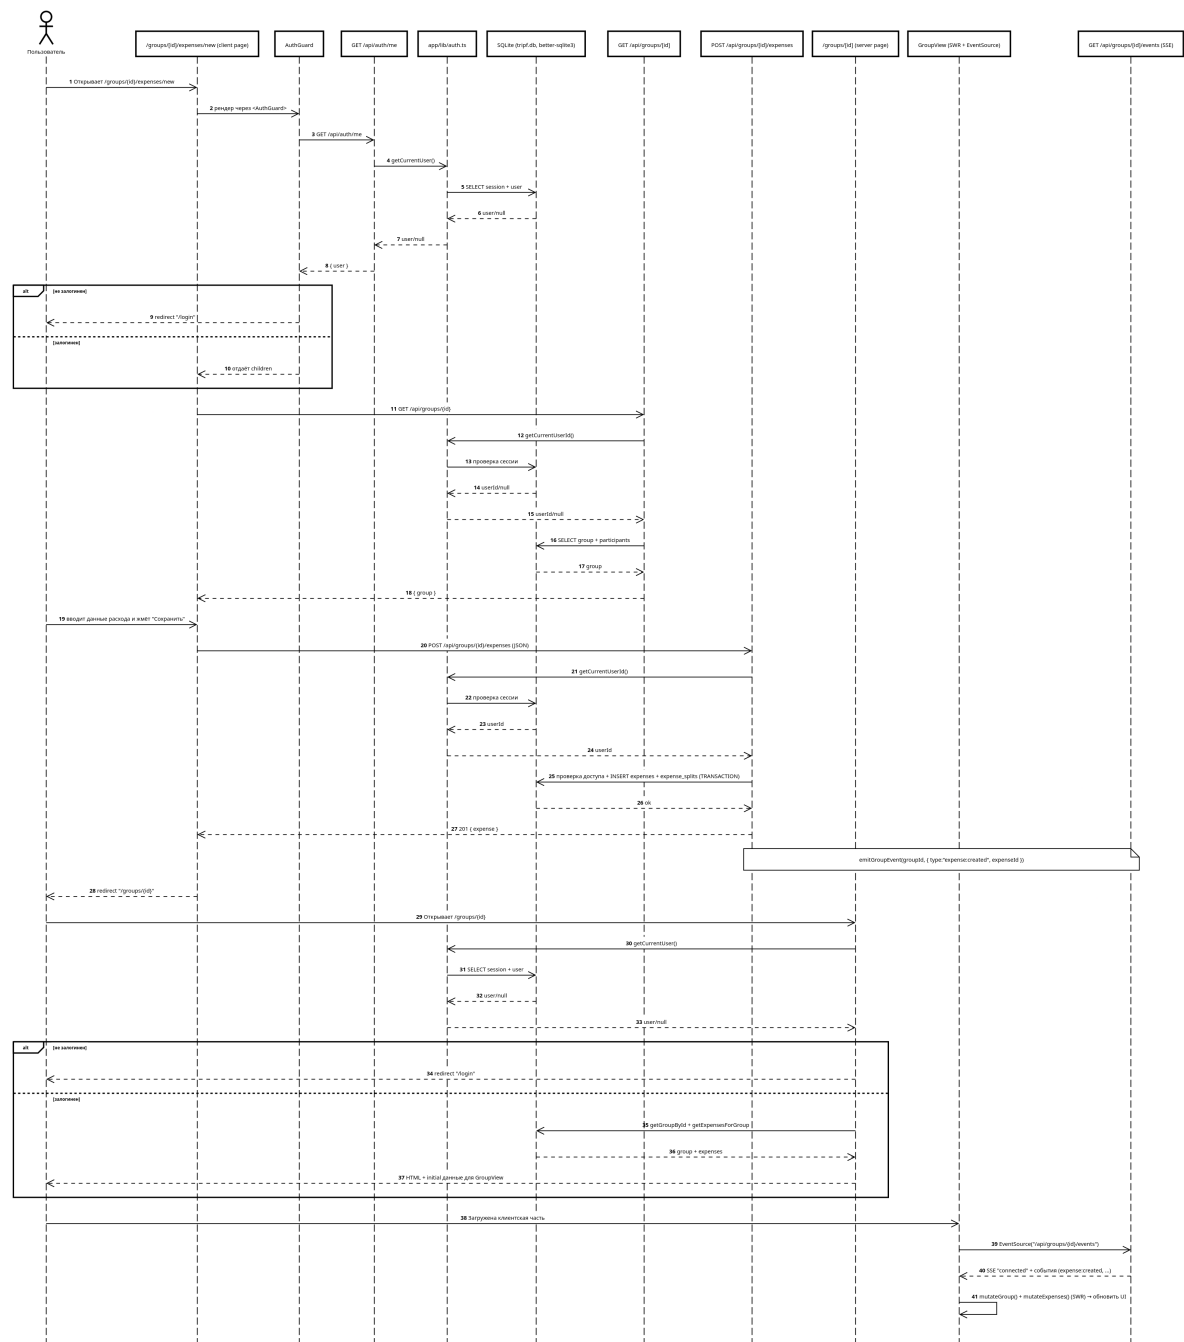 Пользователь
/groups/[id]/expenses/new (client page)
AuthGuard
GET /api/auth/me
app/lib/auth.ts
SQLite (tripf.db, better-sqlite3)
GET /api/groups/[id]
POST /api/groups/[id]/expenses
/groups/[id] (server page)
GroupView (SWR + EventSource)
GET /api/groups/[id]/events (SSE)
1 Открывает /groups/{id}/expenses/new
2 рендер через <AuthGuard>
3 GET /api/auth/me
4 getCurrentUser()
5 SELECT session + user
6 user/null
7 user/null
8 { user }
alt [не залогинен]
9 redirect "/login"
[залогинен]
10 отдаёт children
11 GET /api/groups/{id}
12 getCurrentUserId()
13 проверка сессии
14 userId/null
15 userId/null
16 SELECT group + participants
17 group
18 { group }
19 вводит данные расхода и жмёт "Сохранить"
20 POST /api/groups/{id}/expenses (JSON)
21 getCurrentUserId()
22 проверка сессии
23 userId
24 userId
25 проверка доступа + INSERT expenses + expense_splits (TRANSACTION)
26 ok
27 201 { expense }
emitGroupEvent(groupId, { type:"expense:created", expenseId })
28 redirect "/groups/{id}"
29 Открывает /groups/{id}
30 getCurrentUser()
31 SELECT session + user
32 user/null
33 user/null
alt [не залогинен]
34 redirect "/login"
[залогинен]
35 getGroupById + getExpensesForGroup
36 group + expenses
37 HTML + initial данные для GroupView
38 Загружена клиентская часть
39 EventSource("/api/groups/{id}/events")
40 SSE "connected" + события (expense:created, ...)
41 mutateGroup() + mutateExpenses() (SWR) → обновить UI